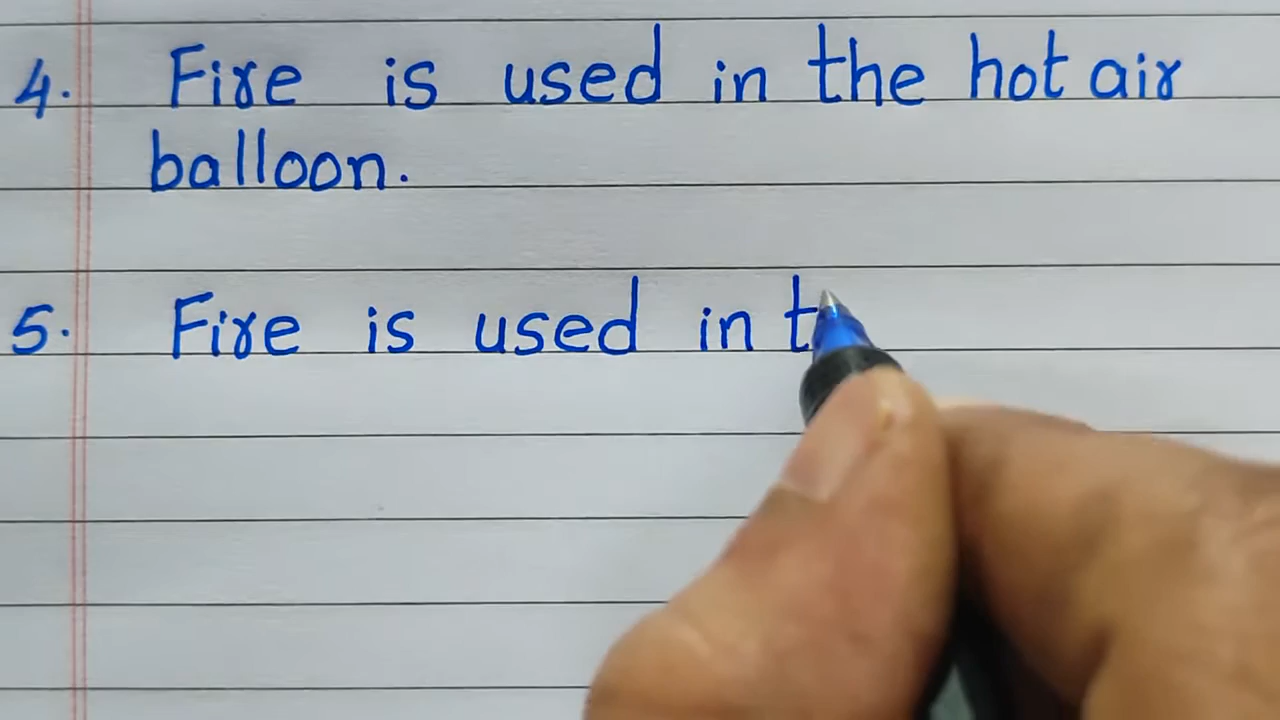 4. Fire is used in the hot air
balloon.
5. Fire is used in t